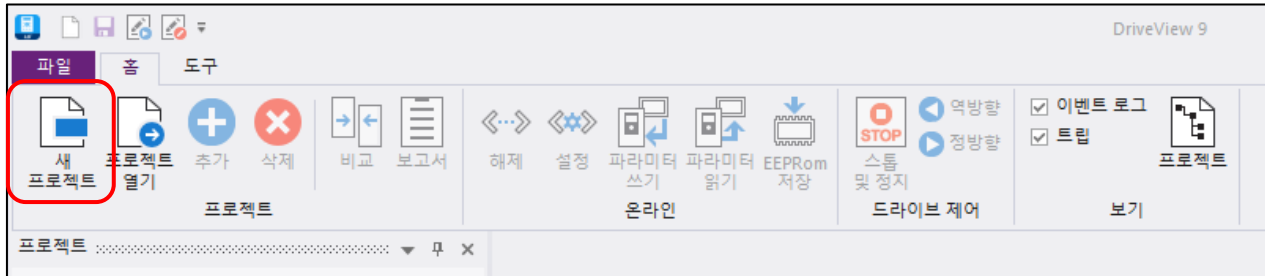 DriveView 9
파일 홈 도구
새 프로젝트
프로젝트 열기
추가
삭제
비교
보고서
해제
설정
파라미터 쓰기
파라미터 읽기
EEPRom 저장
STOP
스톱 및 정지
역방향
정방향
이벤트 로그
트립
프로젝트
프로젝트 온라인 드라이브 제어 보기
프로젝트